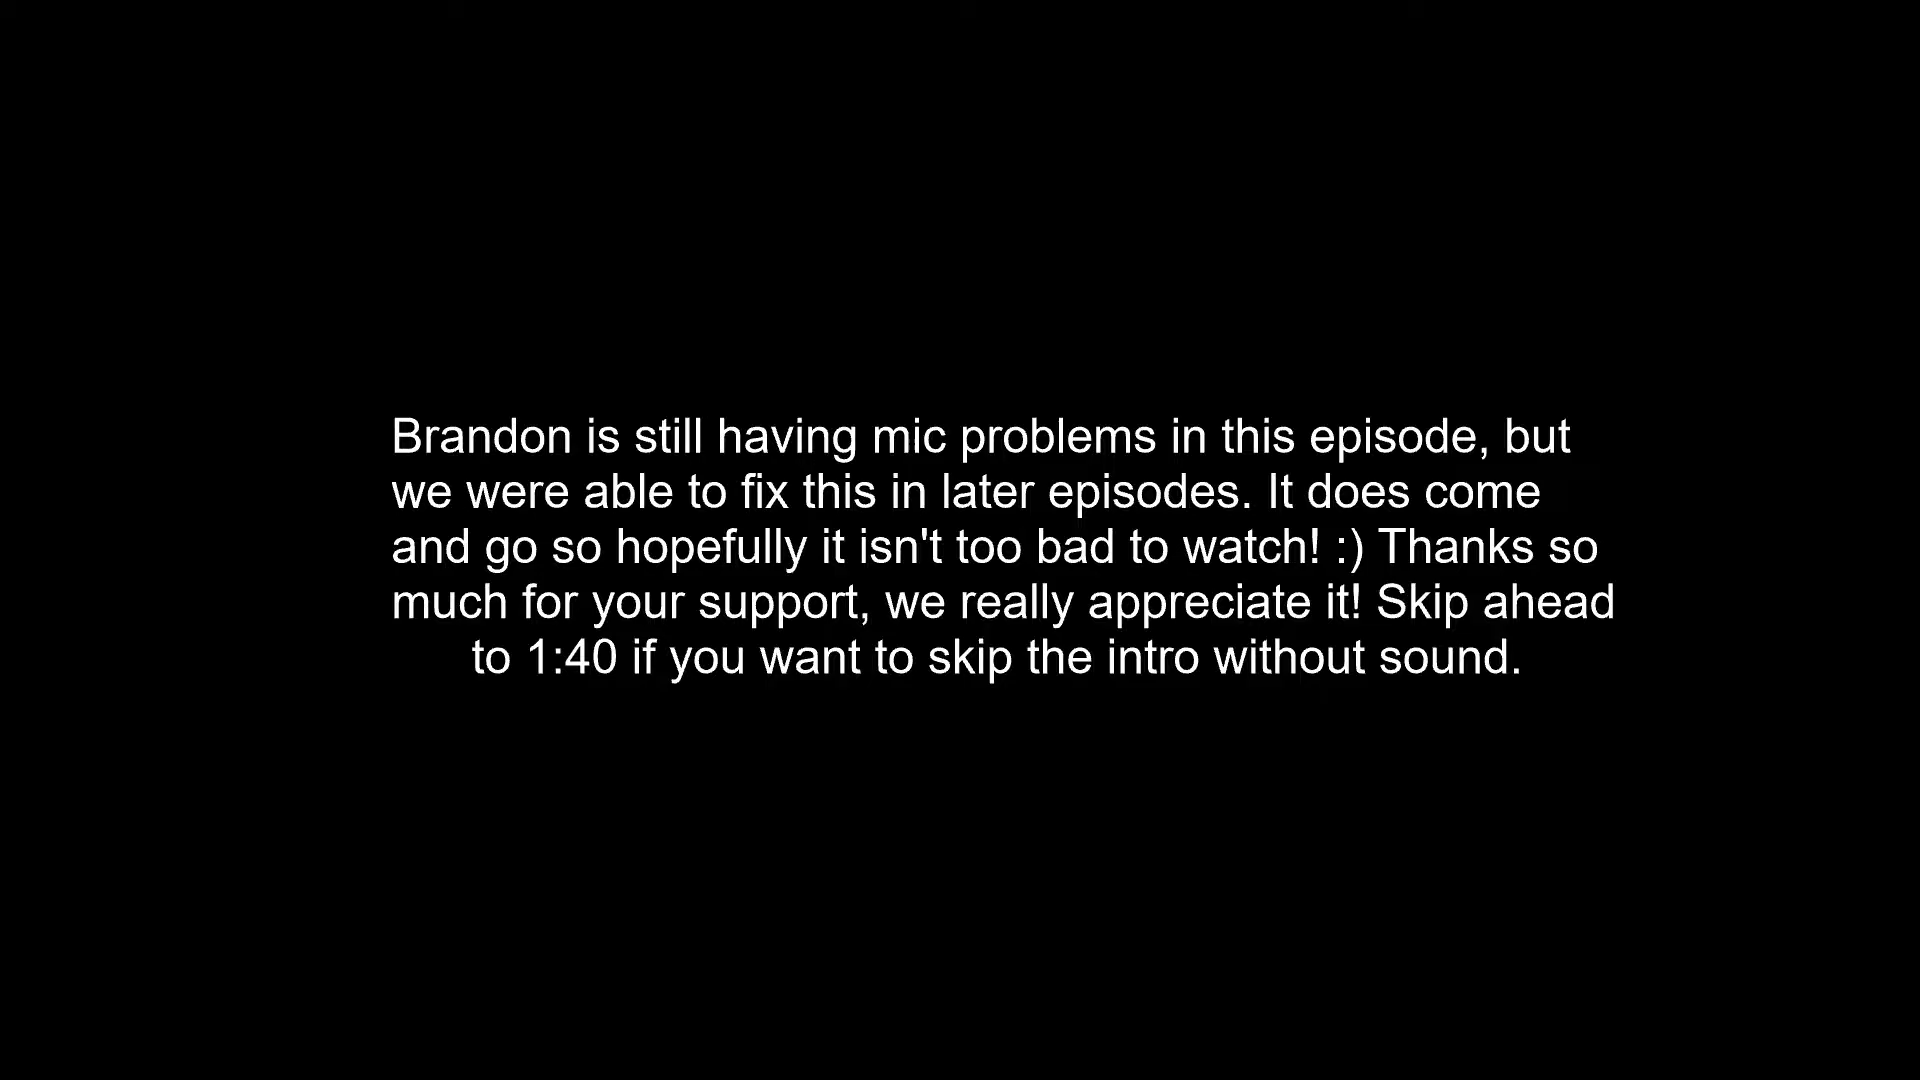 Brandon is still having mic problems in this episode, but
we were able to fix this in later episodes. It does come
and go so hopefully it isn't too bad to watch! :) Thanks so
much for your support, we really appreciate it! Skip ahead
to 1:40 if you want to skip the intro without sound.